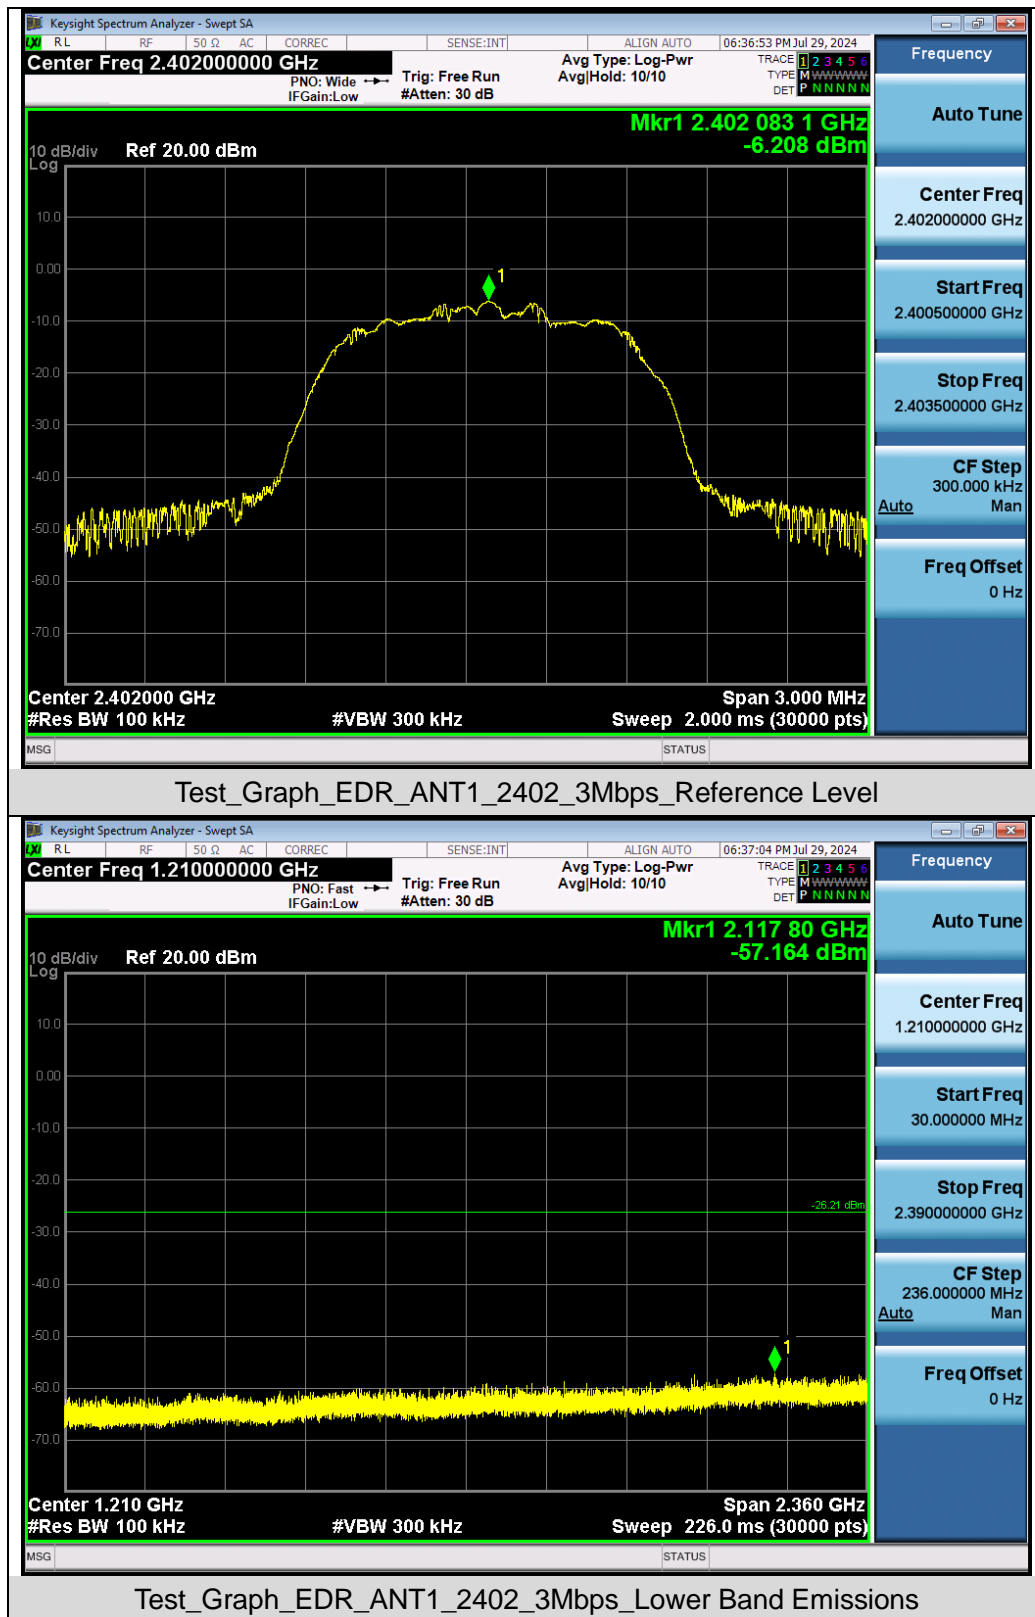 Keysight Spectrum Analyzer - Swept SA
LXI RL RF 50 Ω AC CORREC SENSE:INT ALIGN AUTO 06:36:53 PM Jul 29, 2024
Center Freq 2.402000000 GHz
PNO: Wide
IFGain:Low
Trig: Free Run
#Atten: 30 dB
Avg Type: Log-Pwr
Avg|Hold: 10/10
TRACE 1 2 3 4 5 6
TYPE M WWWWW
DET P N N N N N
Mkr1 2.402 083 1 GHz
-6.208 dBm
10 dB/div Ref 20.00 dBm
Log
10.0
0.00
1
-10.0
-20.0
-30.0
-40.0
-50.0
-60.0
-70.0
Center 2.402000 GHz Span 3.000 MHz
#Res BW 100 kHz #VBW 300 kHz Sweep 2.000 ms (30000 pts)
MSG STATUS
Frequency
Auto Tune
Center Freq
2.402000000 GHz
Start Freq
2.400500000 GHz
Stop Freq
2.403500000 GHz
CF Step
300.000 kHz
Auto Man
Freq Offset
0 Hz
Test_Graph_EDR_ANT1_2402_3Mbps_Reference Level
Keysight Spectrum Analyzer - Swept SA
LXI RL RF 50 Ω AC CORREC SENSE:INT ALIGN AUTO 06:37:04 PM Jul 29, 2024
Center Freq 1.210000000 GHz
PNO: Fast
IFGain:Low
Trig: Free Run
#Atten: 30 dB
Avg Type: Log-Pwr
Avg|Hold: 10/10
TRACE 1 2 3 4 5 6
TYPE M WWWWW
DET P N N N N N
Mkr1 2.117 80 GHz
-57.164 dBm
10 dB/div Ref 20.00 dBm
Log
10.0
0.00
-10.0
-20.0
-26.21 dBm
-30.0
-40.0
-50.0
1
-60.0
-70.0
Center 1.210 GHz Span 2.360 GHz
#Res BW 100 kHz #VBW 300 kHz Sweep 226.0 ms (30000 pts)
MSG STATUS
Frequency
Auto Tune
Center Freq
1.210000000 GHz
Start Freq
30.000000 MHz
Stop Freq
2.390000000 GHz
CF Step
236.000000 MHz
Auto Man
Freq Offset
0 Hz
Test_Graph_EDR_ANT1_2402_3Mbps_Lower Band Emissions